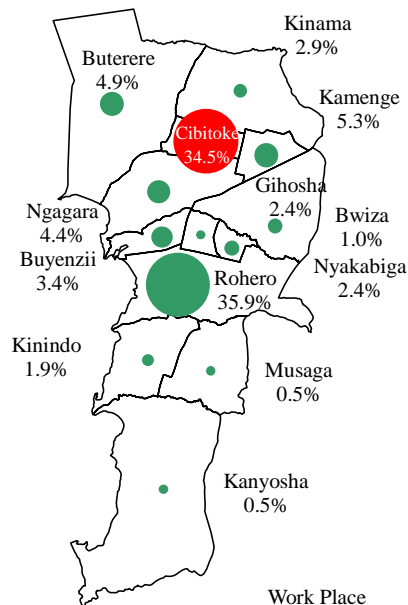 Kinama
2.9%
Buterere
4.9%
Kamenge
5.3%
Cibitoke
34.5%
Gihosha
2.4%
Ngagara
4.4%
Bwiza
1.0%
Buyenzii
3.4%
Rohero
35.9%
Nyakabiga
2.4%
Kinindo
1.9%
Musaga
0.5%
Kanyosha
0.5%
Work Place